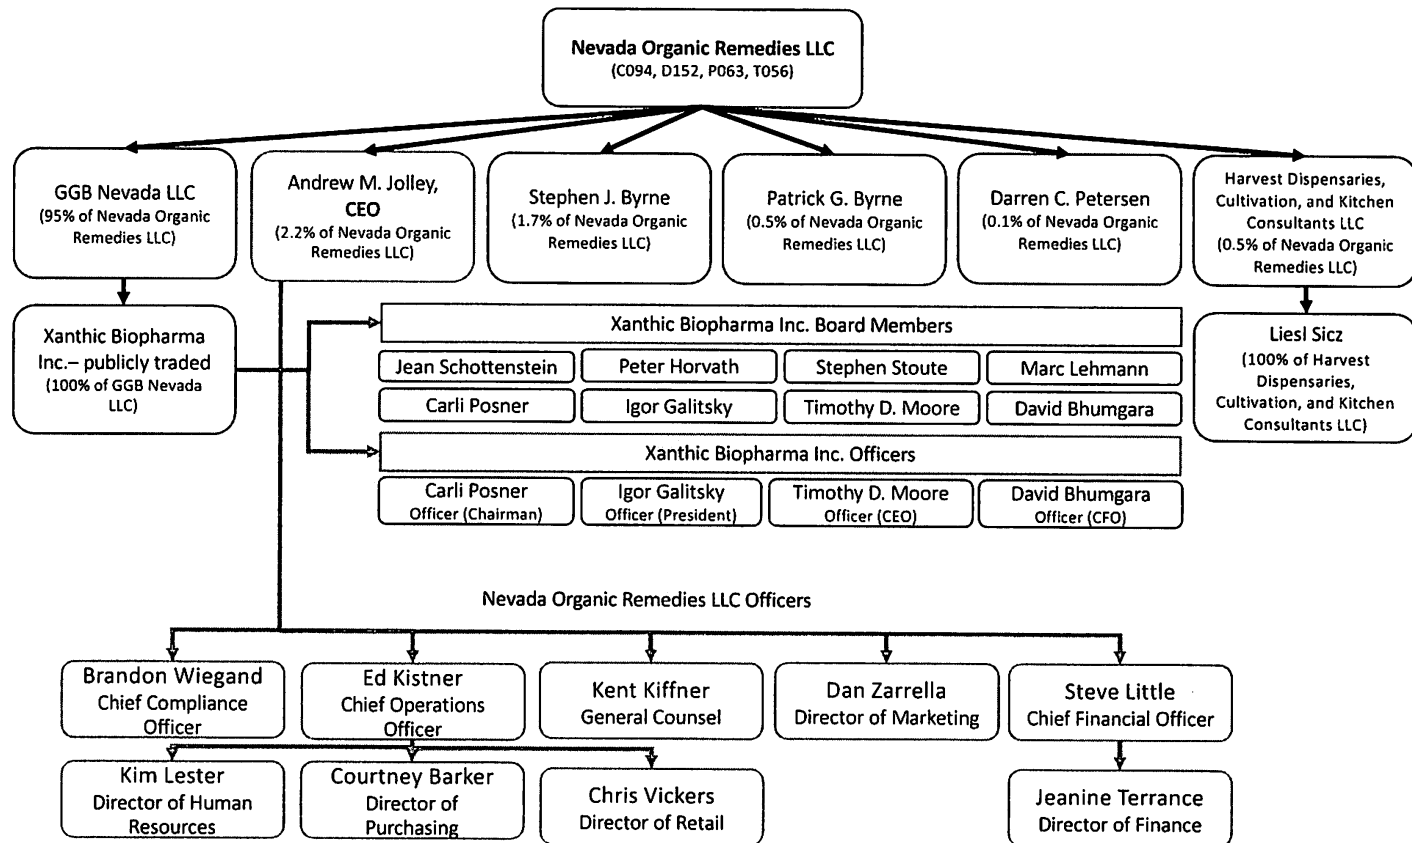 Nevada Organic Remedies LLC
(C094, D152, P063, T056)
GGB Nevada LLC
(95% of Nevada Organic
Remedies LLC)
Andrew M. Jolley,
CEO
(2.2% of Nevada Organic
Remedies LLC)
Stephen J. Byrne
(1.7% of Nevada Organic
Remedies LLC)
Patrick G. Byrne
(0.5% of Nevada Organic
Remedies LLC)
Darren C. Petersen
(0.1% of Nevada Organic
Remedies LLC)
Harvest Dispensaries,
Cultivation, and Kitchen
Consultants LLC
(0.5% of Nevada Organic
Remedies LLC)
Xanthic Biopharma
Inc.– publicly traded
(100% of GGB Nevada
LLC)
Xanthic Biopharma Inc. Board Members
Jean Schottenstein
Peter Horvath
Stephen Stoute
Marc Lehmann
Carli Posner
Igor Galitsky
Timothy D. Moore
David Bhumgara
Xanthic Biopharma Inc. Officers
Carli Posner
Officer (Chairman)
Igor Galitsky
Officer (President)
Timothy D. Moore
Officer (CEO)
David Bhumgara
Officer (CFO)
Liesl Sicz
(100% of Harvest
Dispensaries,
Cultivation, and Kitchen
Consultants LLC)
Nevada Organic Remedies LLC Officers
Brandon Wiegand
Chief Compliance
Officer
Ed Kistner
Chief Operations
Officer
Kent Kiffner
General Counsel
Dan Zarrella
Director of Marketing
Steve Little
Chief Financial Officer
Kim Lester
Director of Human
Resources
Courtney Barker
Director of
Purchasing
Chris Vickers
Director of Retail
Jeanine Terrance
Director of Finance